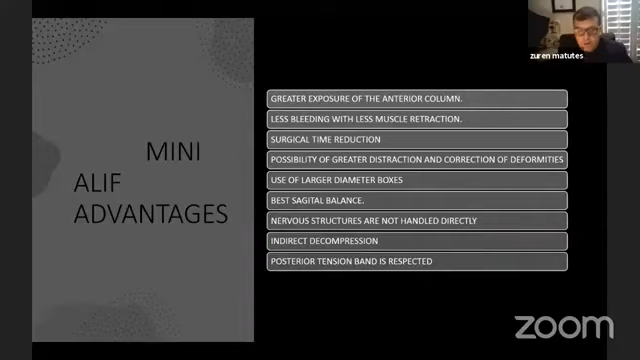 zuren matutes
MINI
ALIF
ADVANTAGES
GREATER EXPOSURE OF THE ANTERIOR COLUMN.
LESS BLEEDING WITH LESS MUSCLE RETRACTION.
SURGICAL TIME REDUCTION
POSSIBILITY OF GREATER DISTRACTION AND CORRECTION OF DEFORMITIES
USE OF LARGER DIAMETER BOXES
BEST SAGITAL BALANCE.
NERVOUS STRUCTURES ARE NOT HANDLED DIRECTLY
INDIRECT DECOMPRESSION
POSTERIOR TENSION BAND IS RESPECTED
zoom